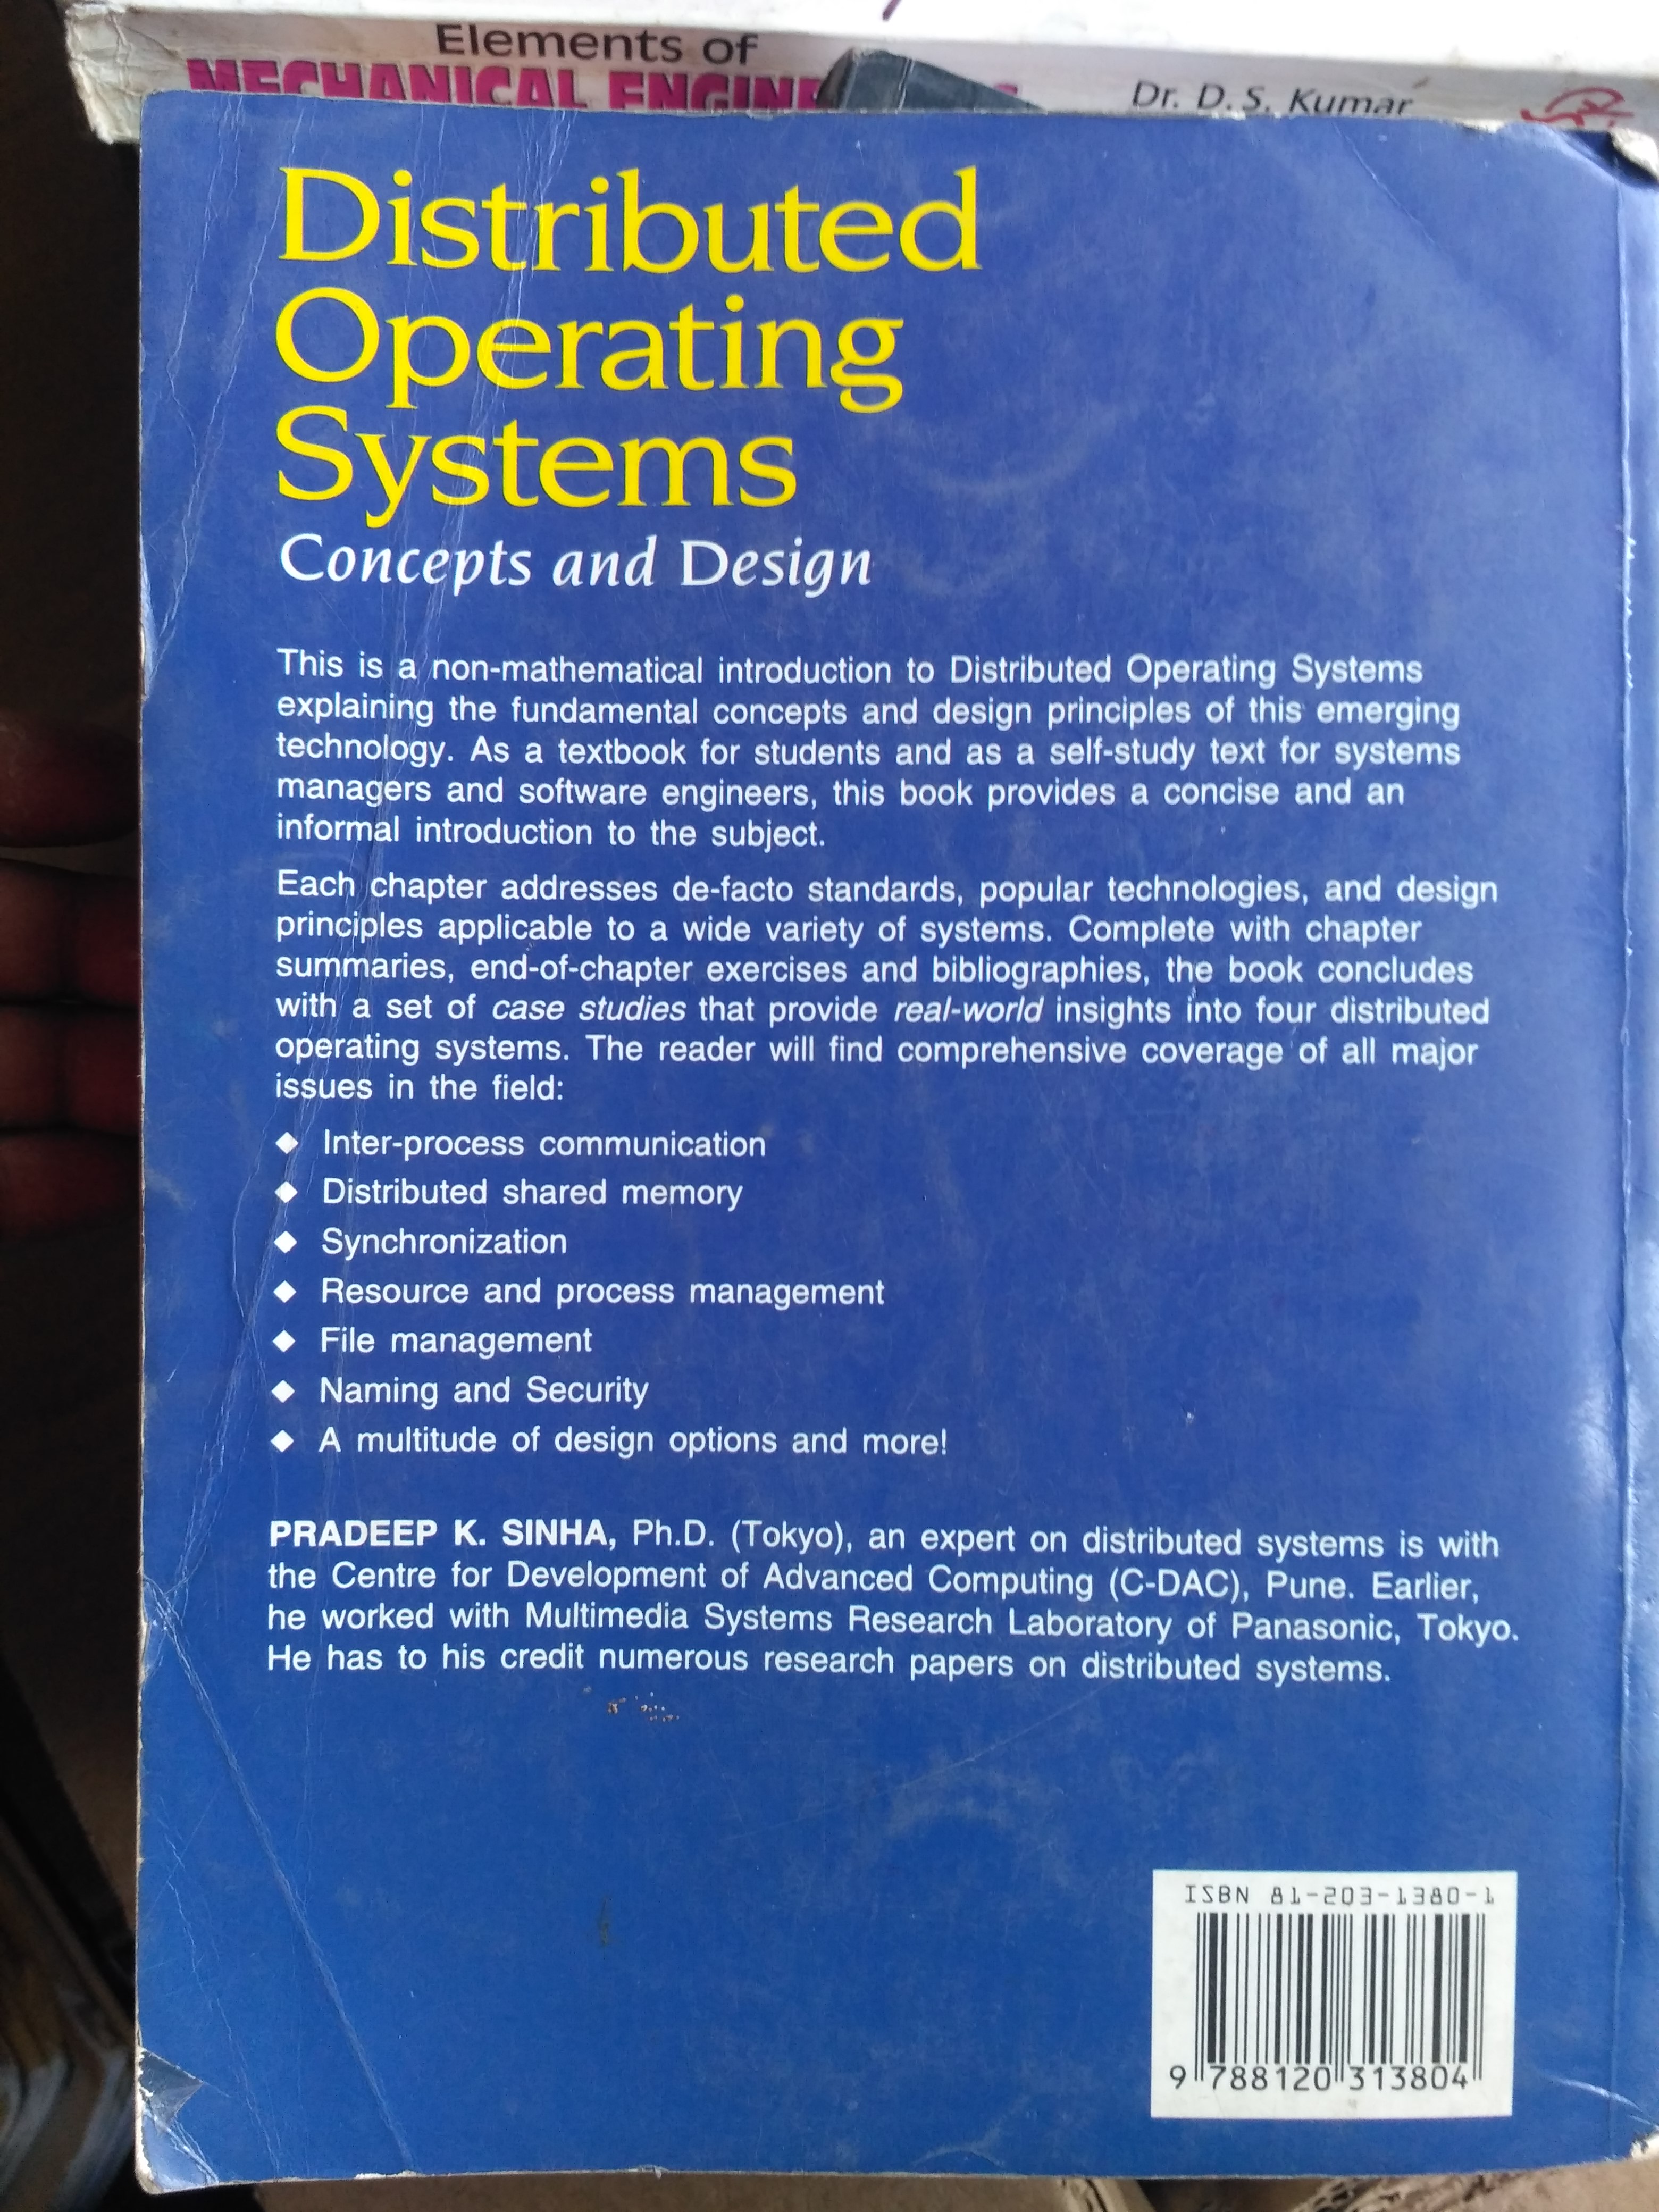 Elements of
MECHANICAL
Dr. D. S. Kumar
Distributed
Operating
Systems
Concepts and Design
This is a non-mathematical introduction to Distributed Operating Systems
explaining the fundamental concepts and design principles of this emerging
technology. As a textbook for students and as a self-study text for systems
managers and software engineers, this book provides a concise and an
informal introduction to the subject.
Each chapter addresses de-facto standards, popular technologies, and design
principles applicable to a wide variety of systems. Complete with chapter
summaries, end-of-chapter exercises and bibliographies, the book concludes
with a set of case studies that provide real-world insights into four distributed
operating systems. The reader will find comprehensive coverage of all major
issues in the field:
◆ Inter-process communication
◆ Distributed shared memory
◆ Synchronization
◆ Resource and process management
◆ File management
◆ Naming and Security
◆ A multitude of design options and more!
PRADEEP K. SINHA, Ph.D. (Tokyo), an expert on distributed systems is with
the Centre for Development of Advanced Computing (C-DAC), Pune. Earlier,
he worked with Multimedia Systems Research Laboratory of Panasonic, Tokyo.
He has to his credit numerous research papers on distributed systems.
ISBN 81-203-1380-1
9 788120 313804